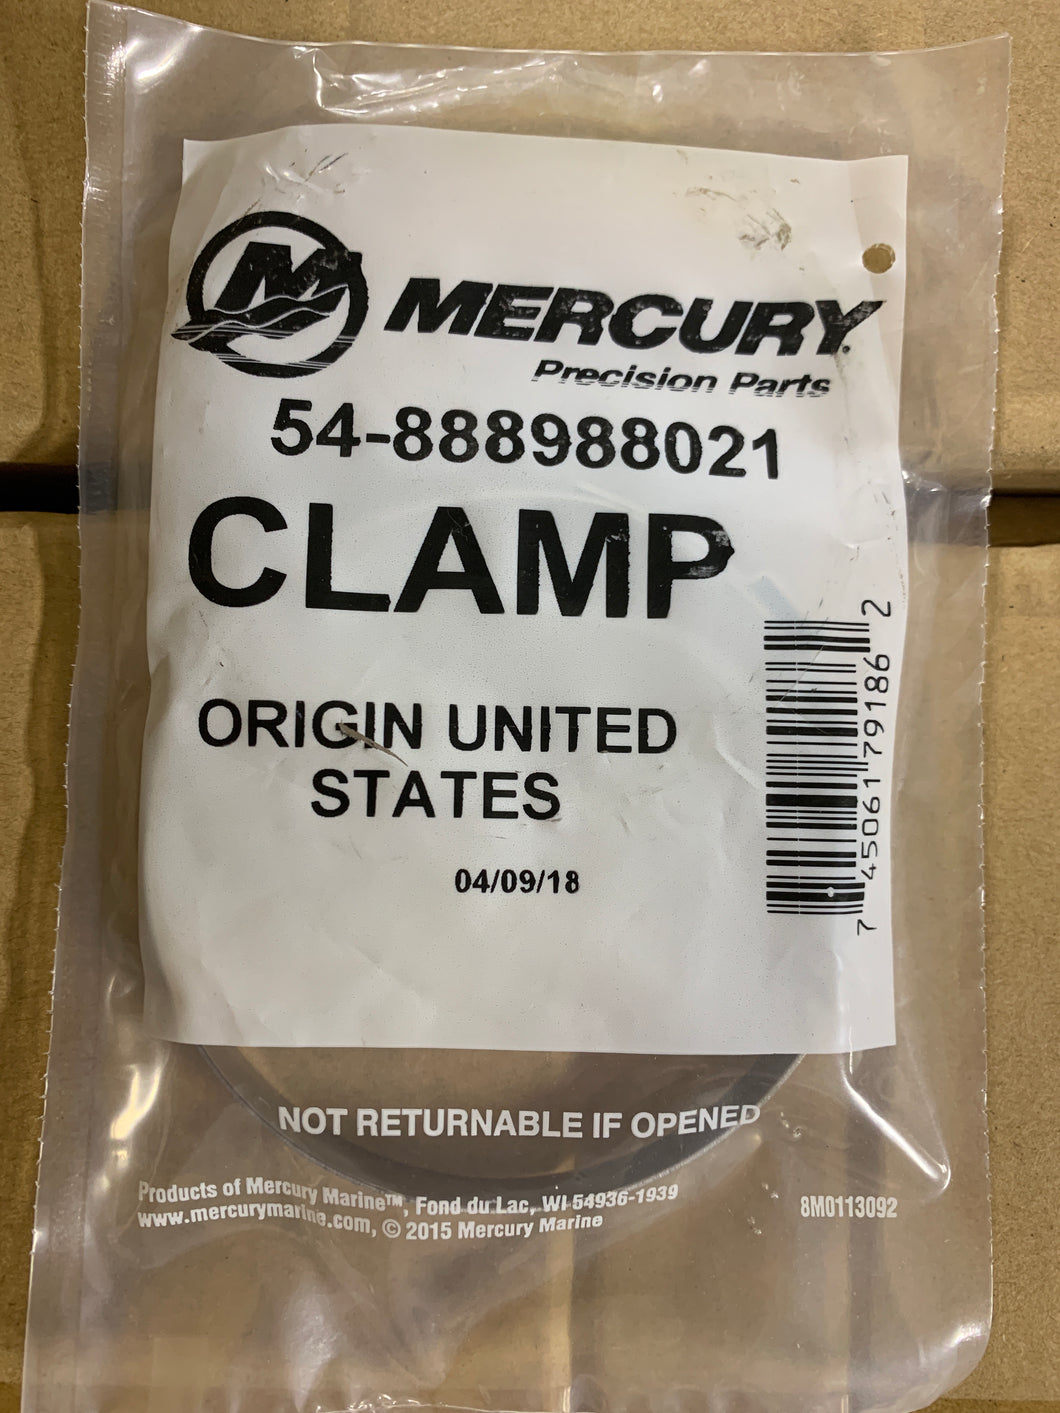 M
MERCURY
Precision Parts
54-888988021
CLAMP
ORIGIN UNITED
STATES
04/09/18
7 45061 79186 2
NOT RETURNABLE IF OPENED
Products of Mercury Marine™, Fond du Lac, WI 54936-1939
www.mercurymarine.com, © 2015 Mercury Marine
8M0113092